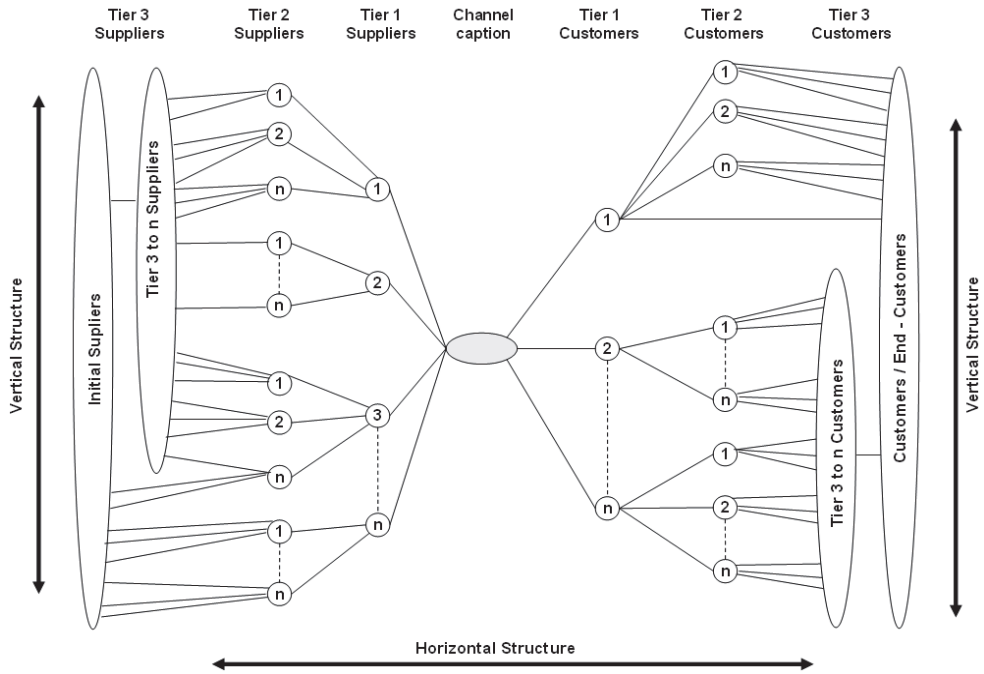 Tier 3
Suppliers
Tier 2
Suppliers
Tier 1
Suppliers
Channel
caption
Tier 1
Customers
Tier 2
Customers
Tier 3
Customers
Vertical Structure
Initial Supliers
Tier 3 to n Suppliers
1
2
n
1
n
1
2
n
1
n
1
2
3
n
1
2
n
1
2
n
1
n
1
2
n
Tier 3 to n Customers
Customers / End - Customers
Vertical Structure
Horizontal Structure